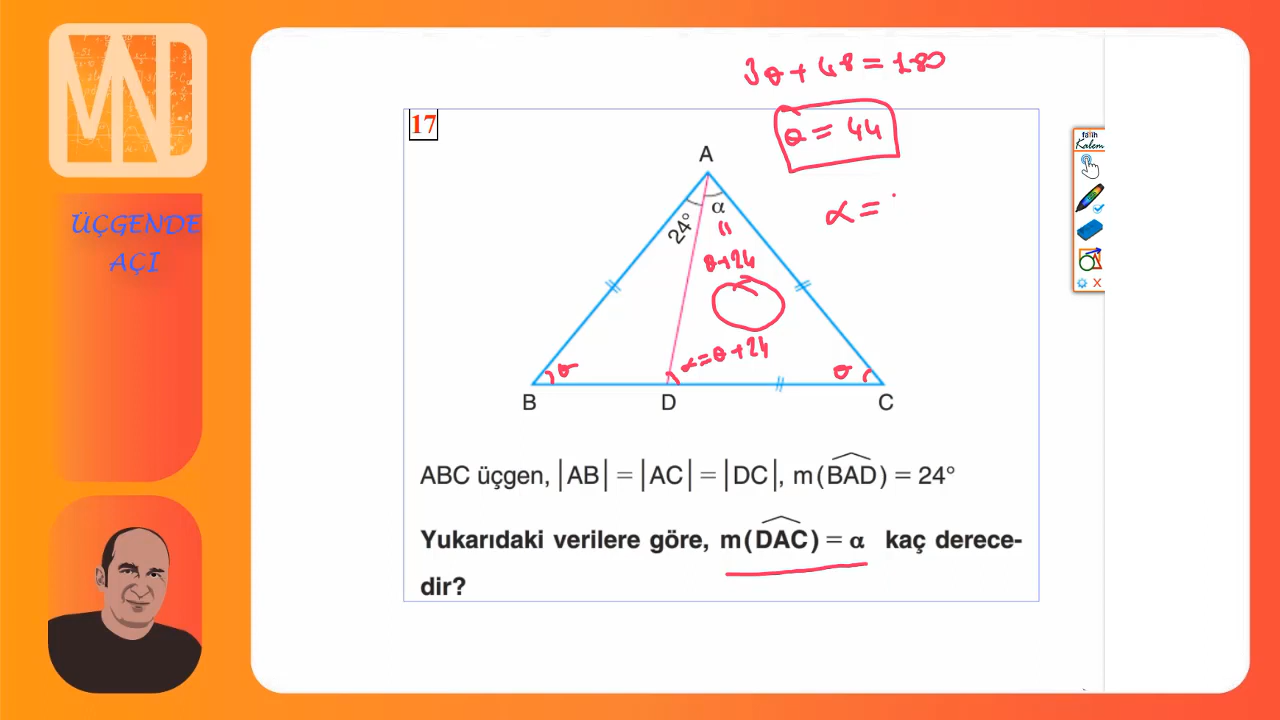 VND
ÜÇGENDE
AÇI
3θ + 48 = 180
θ = 44
α =
17
A
24°
α
θ+24
α=θ+24
θ
θ
B
D
C
fatih
Kalem
ABC üçgen, |AB| = |AC| = |DC|, m(BAD) = 24°
Yukarıdaki verilere göre, m(DAC) = α kaç derece-
dir?